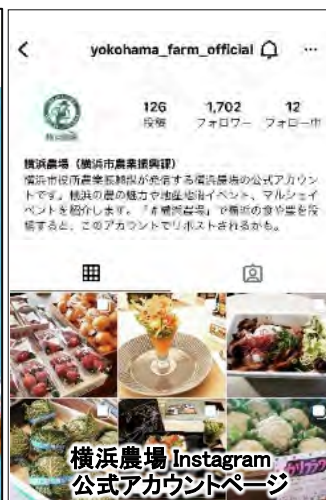 yokohama_farm_official
126
投稿
1,702
フォロワー
12
フォロー中
横浜農場（横浜市農業振興課）
横浜市役所農業振興課が発信する横浜農場の公式アカウン
トです。横浜の農の魅力や地産地消イベント、マルシェイ
ベントを紹介します。「#横浜農場」で横浜の食や農を投
稿すると、このアカウントでリポストされるかも。
横浜農場 Instagram
公式アカウントページ